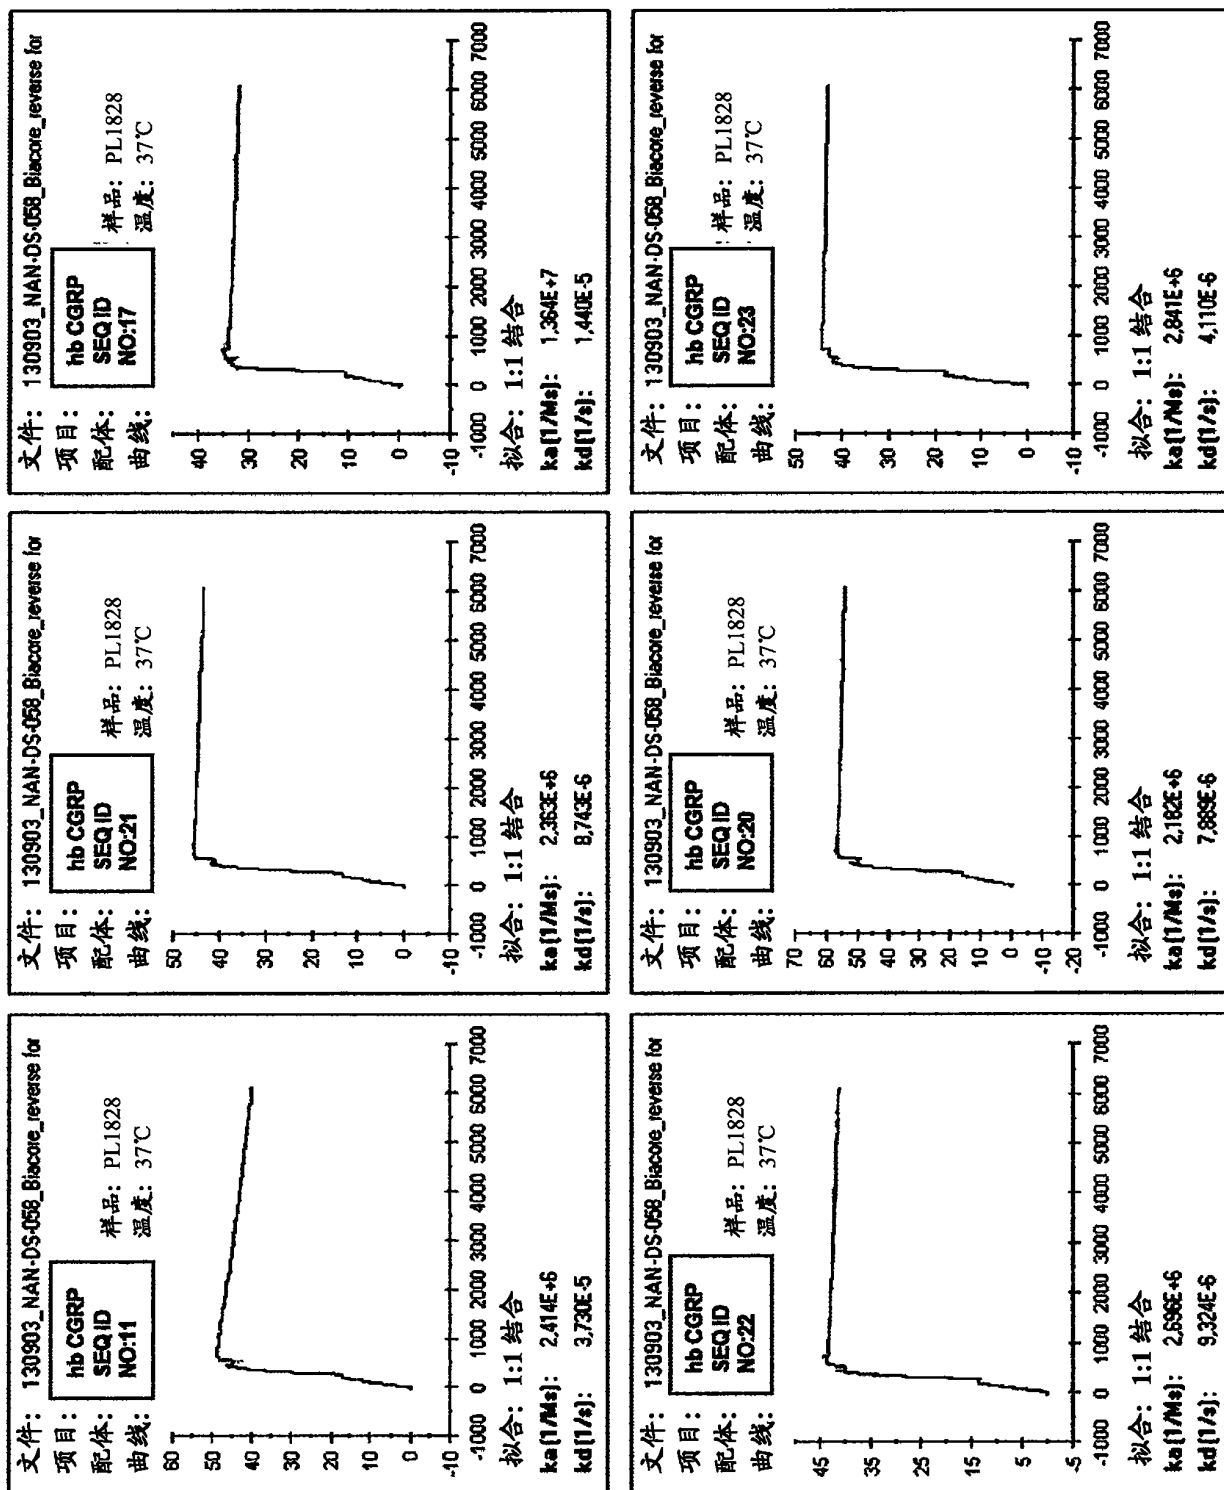 文件: 130903_NAN-DS-058_Biacore_reverse for
项目:
配体:
曲线:
hb CGRP
SEQ ID
NO:11
样品: PL1828
温度: 37℃
60
50
40
30
20
10
0
-10
-1000 0 1000 2000 3000 4000 5000 6000 7000
拟合: 1:1 结合
ka[1/Ms]: 2,414E+6
kd[1/s]: 3,730E-5
文件: 130903_NAN-DS-058_Biacore_reverse for
项目:
配体:
曲线:
hb CGRP
SEQ ID
NO:21
样品: PL1828
温度: 37℃
50
40
30
20
10
0
-10
-1000 0 1000 2000 3000 4000 5000 6000 7000
拟合: 1:1 结合
ka[1/Ms]: 2,363E+6
kd[1/s]: 8,743E-6
文件: 130903_NAN-DS-058_Biacore_reverse for
项目:
配体:
曲线:
hb CGRP
SEQ ID
NO:17
样品: PL1828
温度: 37℃
40
30
20
10
0
-10
-1000 0 1000 2000 3000 4000 5000 6000 7000
拟合: 1:1 结合
ka[1/Ms]: 1,364E+7
kd[1/s]: 1,440E-5
文件: 130903_NAN-DS-058_Biacore_reverse for
项目:
配体:
曲线:
hb CGRP
SEQ ID
NO:22
样品: PL1828
温度: 37℃
45
35
25
15
5
-5
-1000 0 1000 2000 3000 4000 5000 6000 7000
拟合: 1:1 结合
ka[1/Ms]: 2,696E+6
kd[1/s]: 9,324E-6
文件: 130903_NAN-DS-058_Biacore_reverse for
项目:
配体:
曲线:
hb CGRP
SEQ ID
NO:20
样品: PL1828
温度: 37℃
70
60
50
40
30
20
10
0
-10
-20
-1000 0 1000 2000 3000 4000 5000 6000 7000
拟合: 1:1 结合
ka[1/Ms]: 2,182E+6
kd[1/s]: 7,889E-6
文件: 130903_NAN-DS-058_Biacore_reverse for
项目:
配体:
曲线:
hb CGRP
SEQ ID
NO:23
样品: PL1828
温度: 37℃
50
40
30
20
10
0
-10
-1000 0 1000 2000 3000 4000 5000 6000 7000
拟合: 1:1 结合
ka[1/Ms]: 2,841E+6
kd[1/s]: 4,110E-6